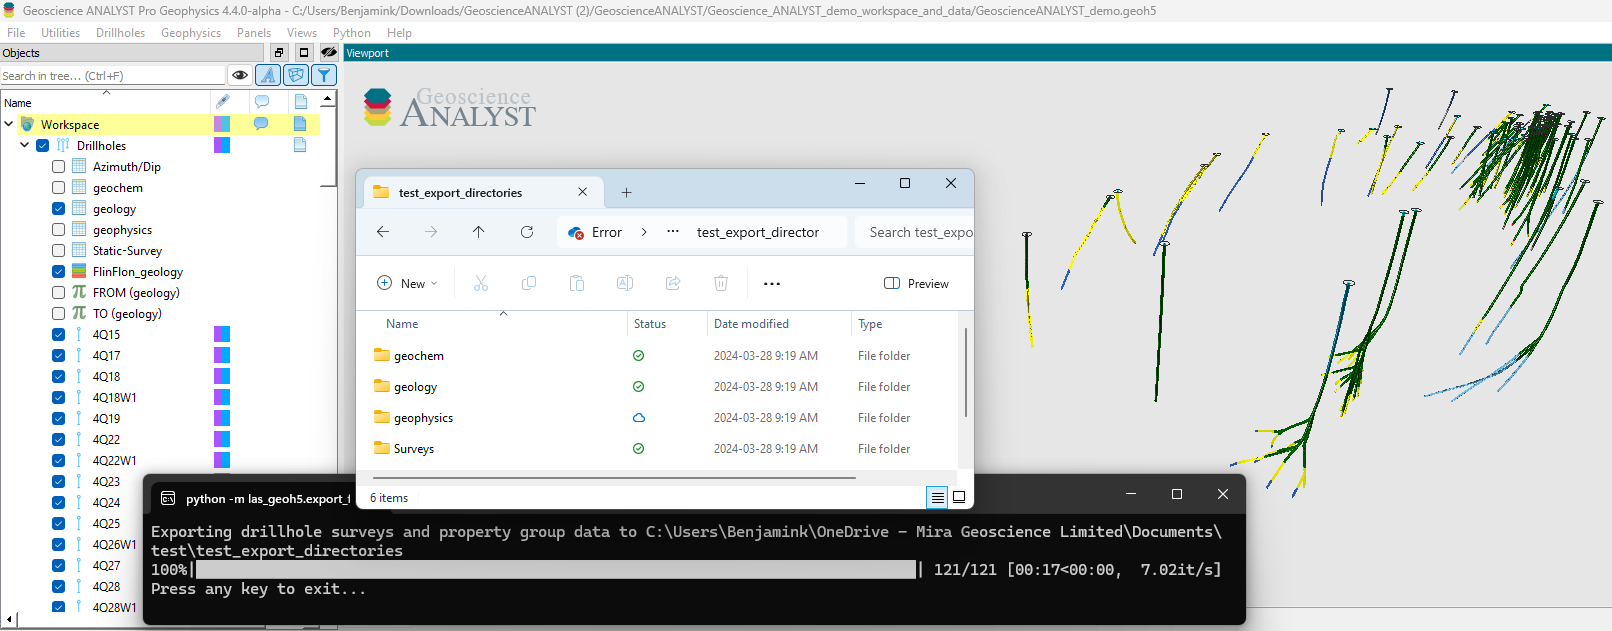 GeoscienceANALYST Pro Geophysics 4.4.0-alpha - C:/Users/Benjamink/Downloads/GeoscienceANALYST (2)/GeoscienceANALYST/Geoscience_ANALYST_demo_workspace_and_data/GeoscienceANALYST_demo.geoh5
File Utilities Drillholes Geophysics Panels Views Python Help
Objects
Viewport
Search in tree... (Ctrl+F)
Name
Workspace
Drillholes
Azimuth/Dip
geochem
geology
geophysics
Static-Survey
FlinFlon_geology
FROM (geology)
TO (geology)
4Q15
4Q17
4Q18
4Q18W1
4Q19
4Q22
4Q22W1
4Q23
4Q24
4Q25
4Q26W1
4Q27
4Q28
4Q28W1
Geoscience
ANALYST
test_export_directories
Error > ... test_export_director
Search test_expo
New
Preview
Name Status Date modified Type
geochem 2024-03-28 9:19 AM File folder
geology 2024-03-28 9:19 AM File folder
geophysics 2024-03-28 9:19 AM File folder
Surveys 2024-03-28 9:19 AM File folder
6 items
python -m las_geoh5.export_f
Exporting drillhole surveys and property group data to C:\Users\Benjamink\OneDrive - Mira Geoscience Limited\Documents\
test\test_export_directories
100%| | 121/121 [00:17<00:00, 7.02it/s]
Press any key to exit...